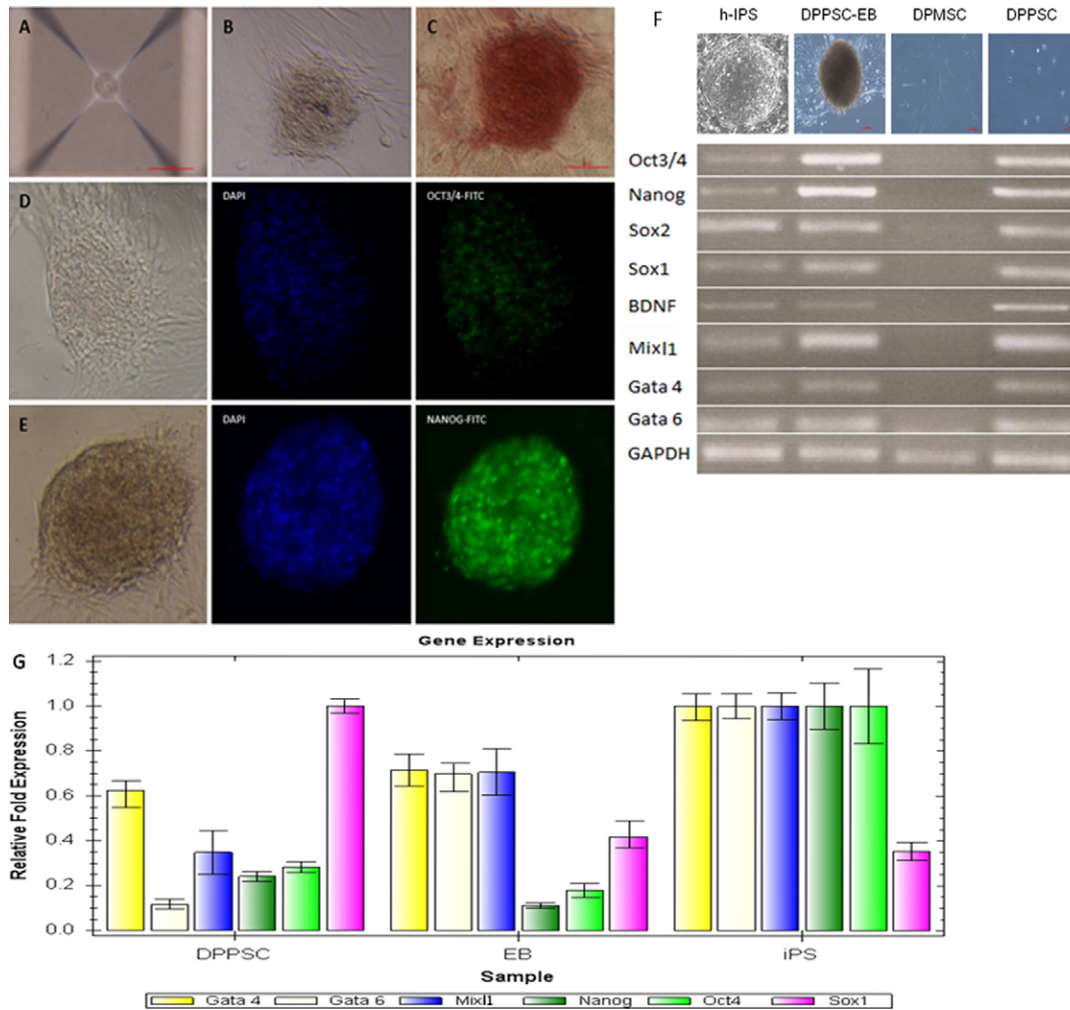 A
B
C
D
DAPI
OCT3/4-FITC
E
DAPI
NANOG-FITC
F
h-IPS DPPSC-EB DPMSC DPPSC
Oct3/4
Nanog
Sox2
Sox1
BDNF
Mixl1
Gata 4
Gata 6
GAPDH
Gene Expression
G
Relative Fold Expression
1.2
1.0
0.8
0.6
0.4
0.2
0.0
DPPSC EB iPS
Sample
Gata 4 Gata 6 Mixl1 Nanog Oct4 Sox1